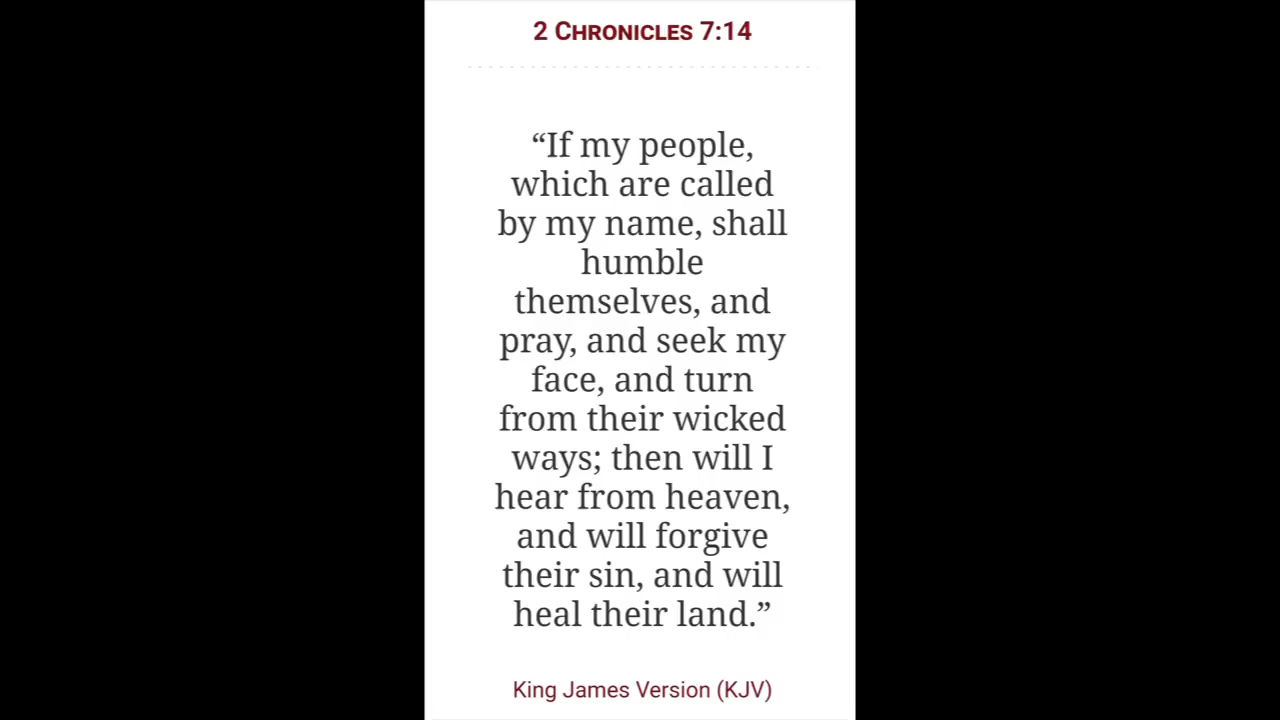 2 Chronicles 7:14
“If my people,
which are called
by my name, shall
humble
themselves, and
pray, and seek my
face, and turn
from their wicked
ways; then will I
hear from heaven,
and will forgive
their sin, and will
heal their land.”
King James Version (KJV)